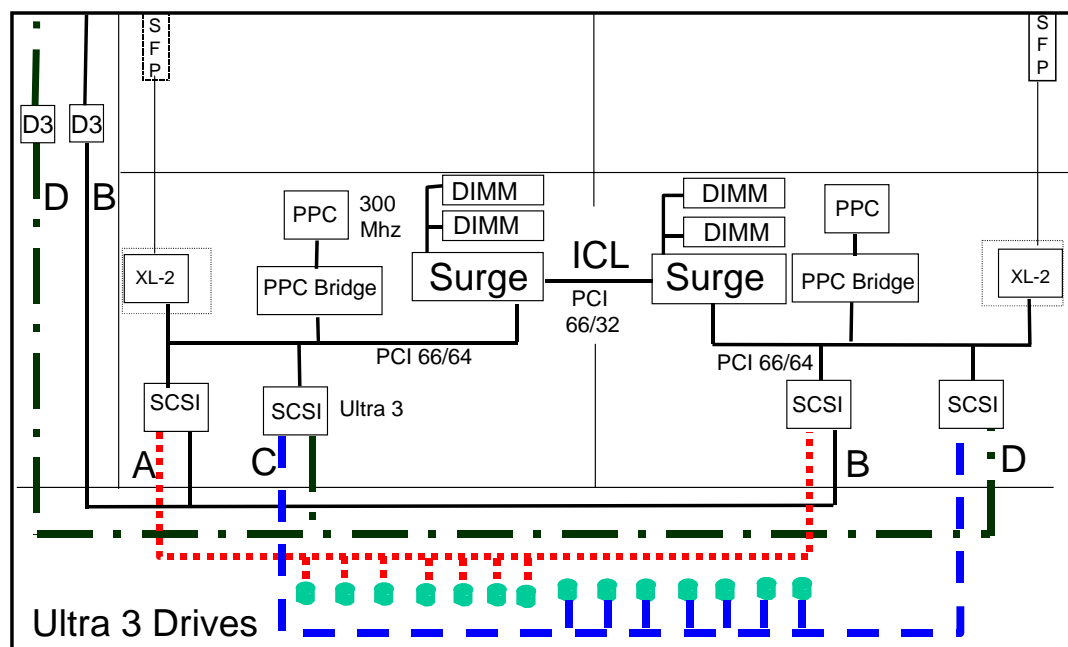 S
F
P
S
F
P
D3
D3
D
B
DIMM
DIMM
DIMM
DIMM
PPC
300
Mhz
PPC
ICL
XL-2
PPC Bridge
Surge
Surge
PPC Bridge
XL-2
PCI
66/32
PCI 66/64
PCI 66/64
SCSI
SCSI
Ultra 3
SCSI
SCSI
A
C
B
D
Ultra 3 Drives